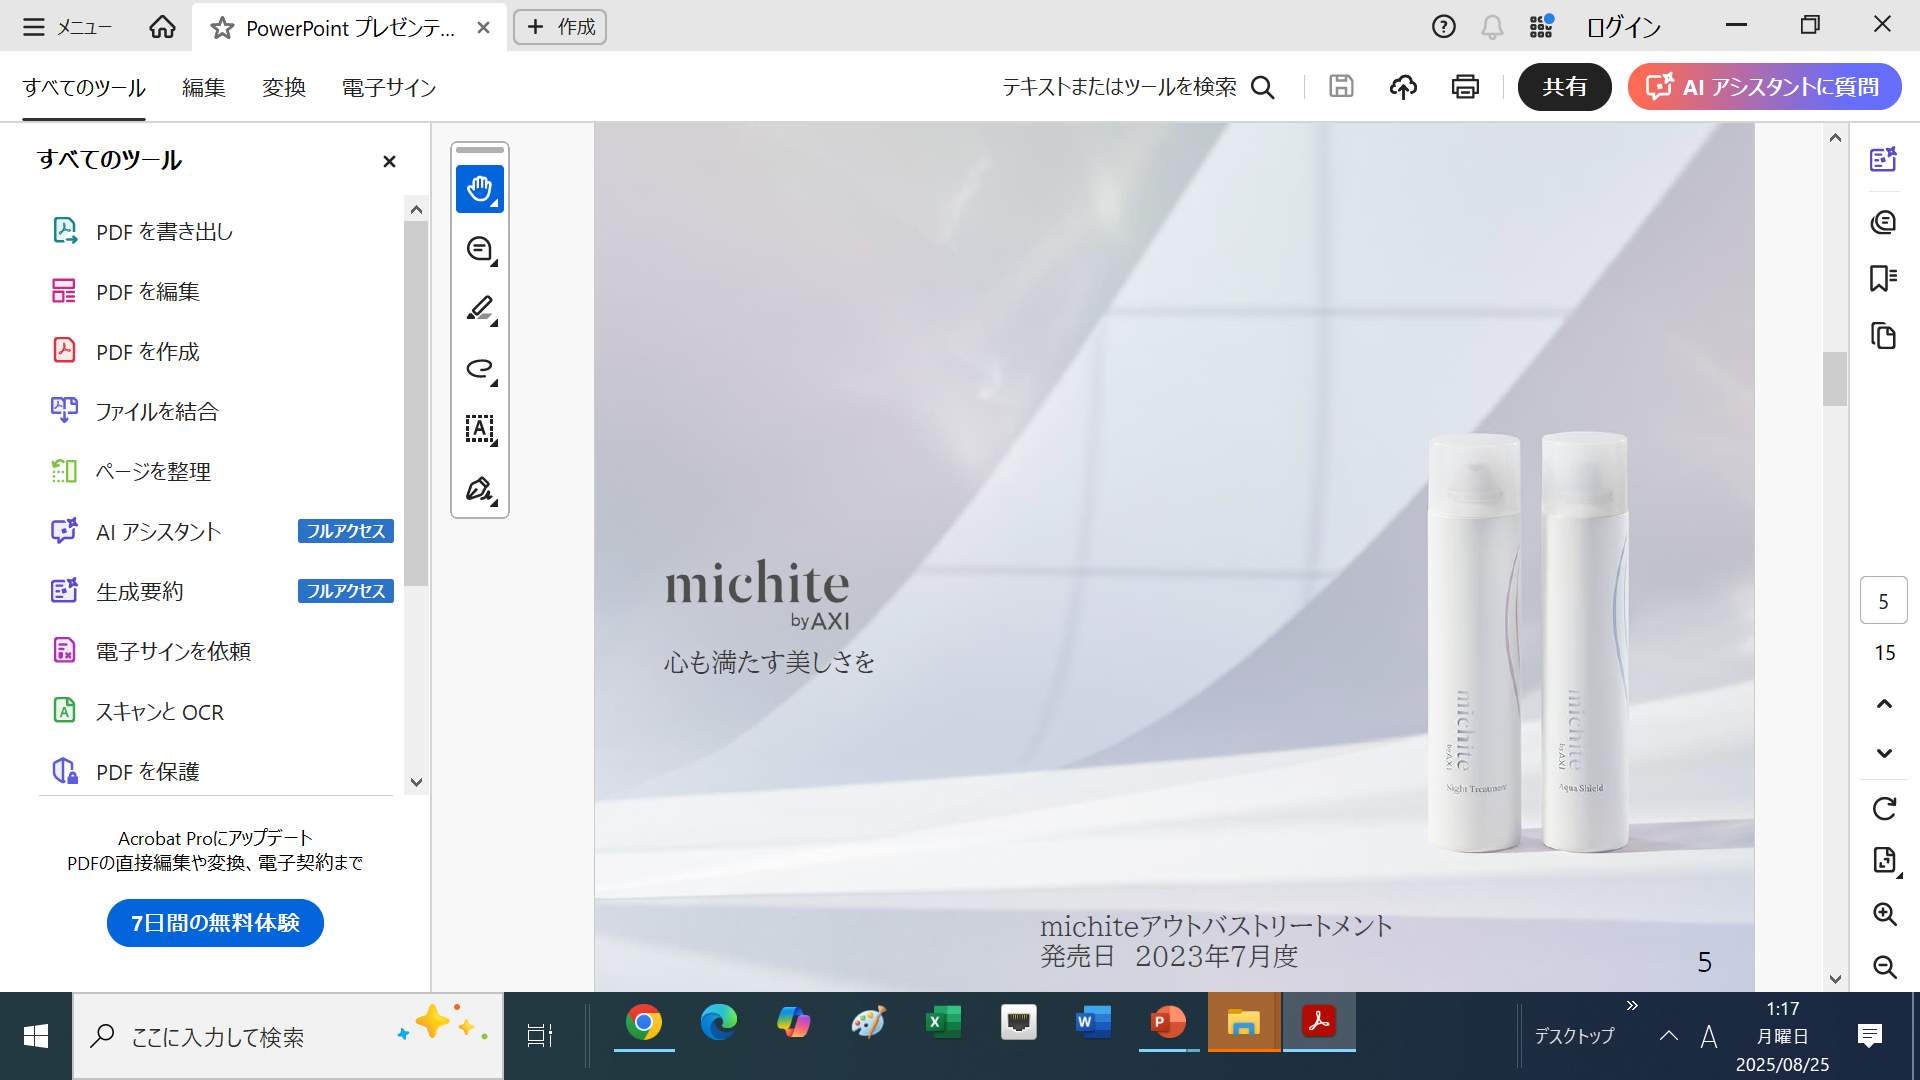 メニュー
PowerPoint プレゼンテ...
作成
ログイン
すべてのツール
編集
変換
電子サイン
テキストまたはツールを検索
共有
AI アシスタントに質問
すべてのツール
PDF を書き出し
PDF を編集
PDF を作成
ファイルを結合
ページを整理
AI アシスタント
フルアクセス
生成要約
フルアクセス
電子サインを依頼
スキャンと OCR
PDF を保護
Acrobat Proにアップデート
PDFの直接編集や変換、電子契約まで
7日間の無料体験
michite
by AXI
心も満たす美しさを
michite
by AXI
Night Treatment
michite
by AXI
Aqua Shield
michiteアウトバストリートメント
発売日 2023年7月度
5
5
15
ここに入力して検索
デスクトップ
A
1:17
月曜日
2025/08/25